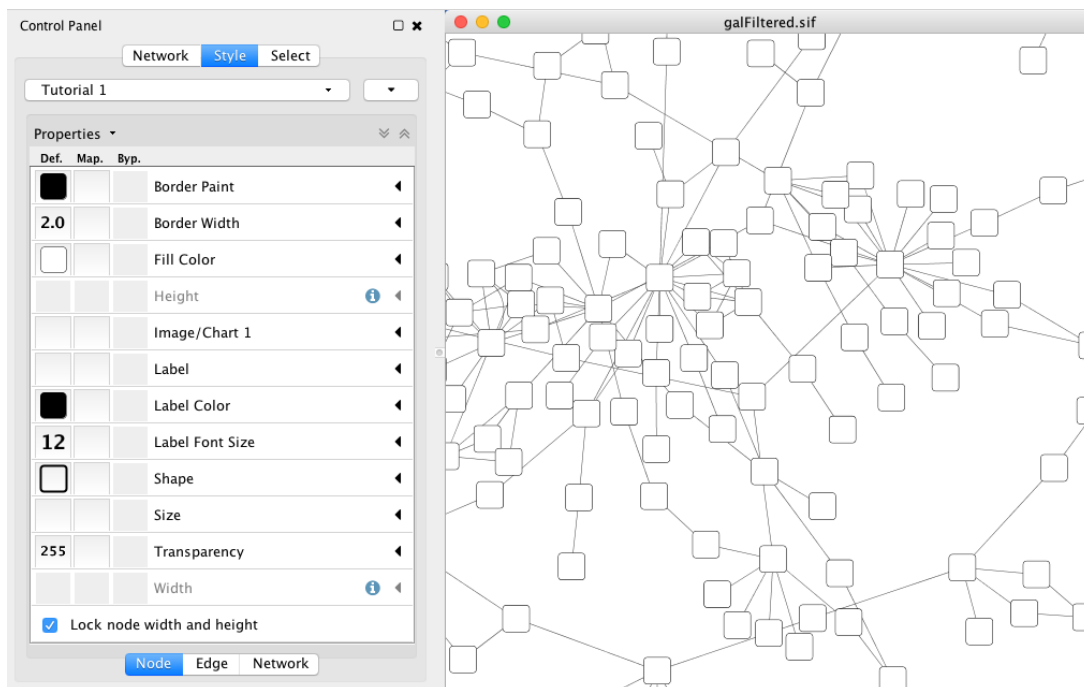 Control Panel
galFiltered.sif
Network Style Select
Tutorial 1
Properties
Def. Map. Byp.
Border Paint
2.0 Border Width
Fill Color
Height
Image/Chart 1
Label
Label Color
12 Label Font Size
Shape
Size
255 Transparency
Width
Lock node width and height
Node Edge Network